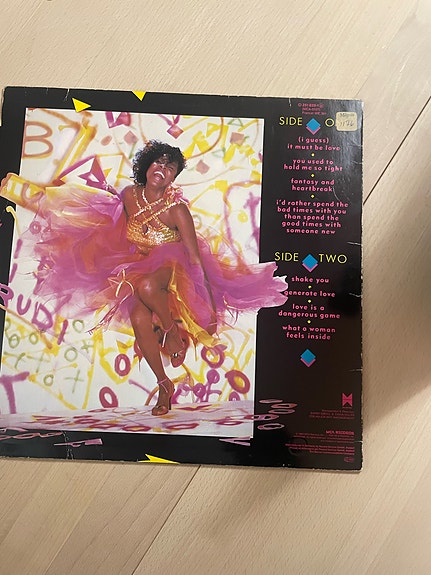 SIDE O
(i guess)
it must be love
you used to
hold me so tight
fantasy and
heartbreak
i'd rather spend the
bad times with you
than spend the
good times with
someone new
SIDE TWO
shake you
generate love
love is a
dangerous game
what a woman
feels inside
RUDI
MCA RECORDS